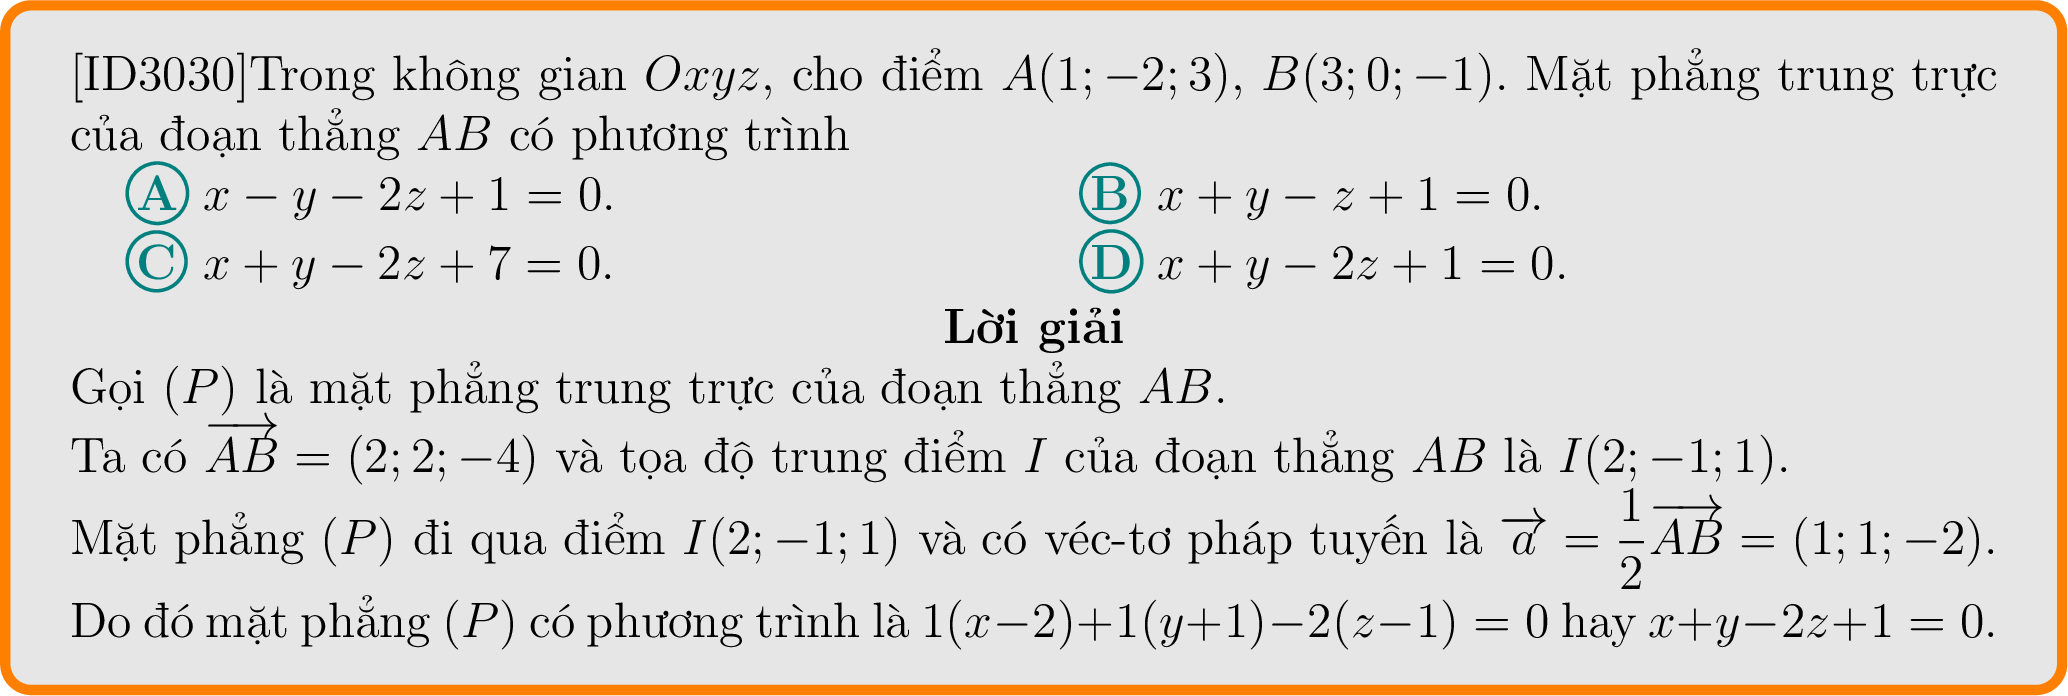 [ID3030]Trong không gian Oxyz, cho điểm A(1; −2; 3), B(3; 0; −1). Mặt phẳng trung trực
của đoạn thẳng AB có phương trình
Ⓐ x − y − 2z + 1 = 0. Ⓑ x + y − z + 1 = 0.
Ⓒ x + y − 2z + 7 = 0. Ⓓ x + y − 2z + 1 = 0.
Lời giải
Gọi (P) là mặt phẳng trung trực của đoạn thẳng AB.
Ta có $\overrightarrow{AB}$ = (2; 2; −4) và tọa độ trung điểm I của đoạn thẳng AB là I(2; −1; 1).
Mặt phẳng (P) đi qua điểm I(2; −1; 1) và có véc-tơ pháp tuyến là $\overrightarrow{a} = \frac{1}{2}\overrightarrow{AB}$ = (1; 1; −2).
Do đó mặt phẳng (P) có phương trình là 1(x−2)+1(y+1)−2(z−1) = 0 hay x+y−2z+1 = 0.